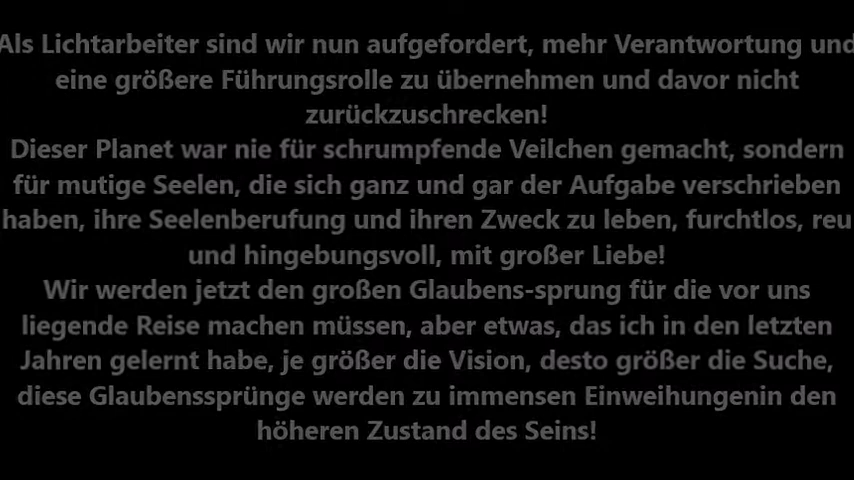 Als Lichtarbeiter sind wir nun aufgefordert, mehr Verantwortung und
eine größere Führungsrolle zu übernehmen und davor nicht
zurückzuschrecken!
Dieser Planet war nie für schrumpfende Veilchen gemacht, sondern
für mutige Seelen, die sich ganz und gar der Aufgabe verschrieben
haben, ihre Seelenberufung und ihren Zweck zu leben, furchtlos, reu
und hingebungsvoll, mit großer Liebe!
Wir werden jetzt den großen Glaubens-sprung für die vor uns
liegende Reise machen müssen, aber etwas, das ich in den letzten
Jahren gelernt habe, je größer die Vision, desto größer die Suche,
diese Glaubenssprünge werden zu immensen Einweihungenin den
höheren Zustand des Seins!